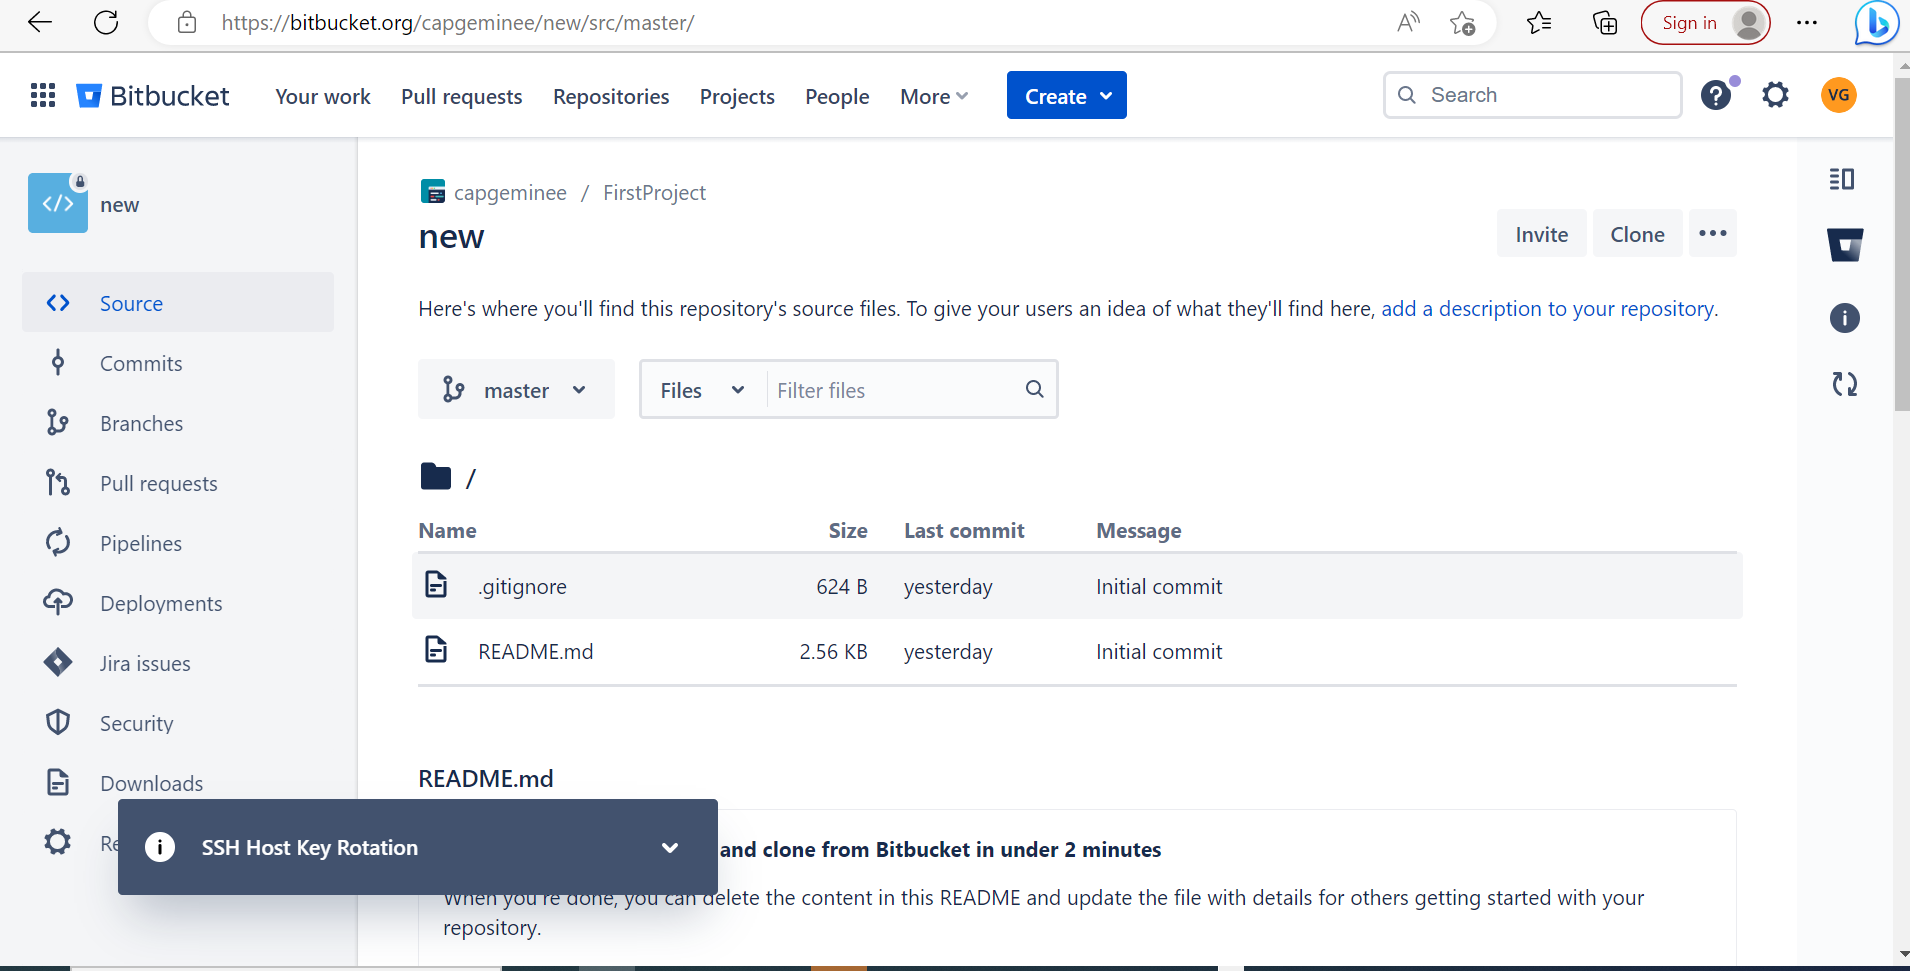 https://bitbucket.org/capgeminee/new/src/master/
Sign in
Bitbucket
Your work
Pull requests
Repositories
Projects
People
More
Create
Search
VG
new
Source
Commits
Branches
Pull requests
Pipelines
Deployments
Jira issues
Security
Downloads
capgeminee / FirstProject
new
Invite
Clone
Here's where you'll find this repository's source files. To give your users an idea of what they'll find here, add a description to your repository.
master
Files
Filter files
/
Name Size Last commit Message
.gitignore 624 B yesterday Initial commit
README.md 2.56 KB yesterday Initial commit
README.md
SSH Host Key Rotation
and clone from Bitbucket in under 2 minutes
When you're done, you can delete the content in this README and update the file with details for others getting started with your
repository.